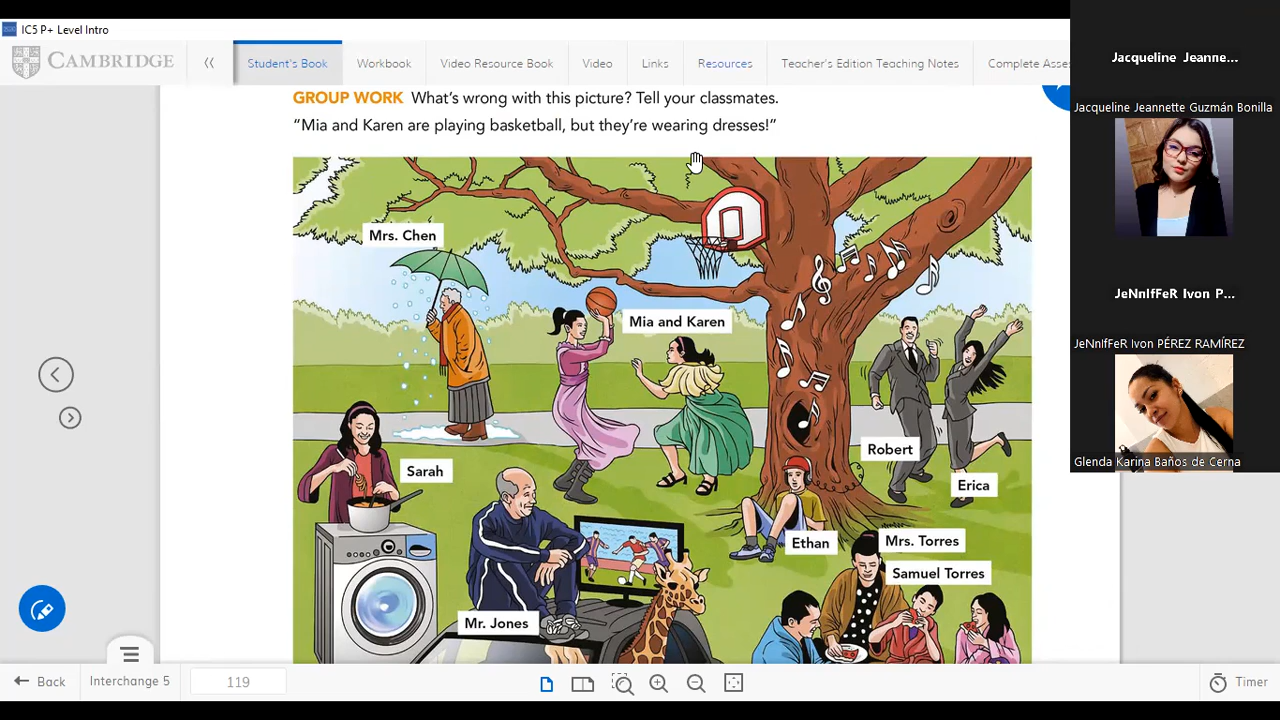 IC5 P+ Level Intro
CAMBRIDGE
Student's Book
Workbook
Video Resource Book
Video
Links
Resources
Teacher's Edition Teaching Notes
Complete Asses
GROUP WORK What's wrong with this picture? Tell your classmates.
"Mia and Karen are playing basketball, but they're wearing dresses!"
Mrs. Chen
Mia and Karen
Robert
Sarah
Erica
Ethan
Mrs. Torres
Samuel Torres
Mr. Jones
Back
Interchange 5
119
Timer
Jacqueline Jeanne...
Jacqueline Jeannette Guzmán Bonilla
JeNnIfFeR Ivon P...
JeNnIfFeR Ivon PÉREZ RAMÍREZ
Glenda Karina Baños de Cerna